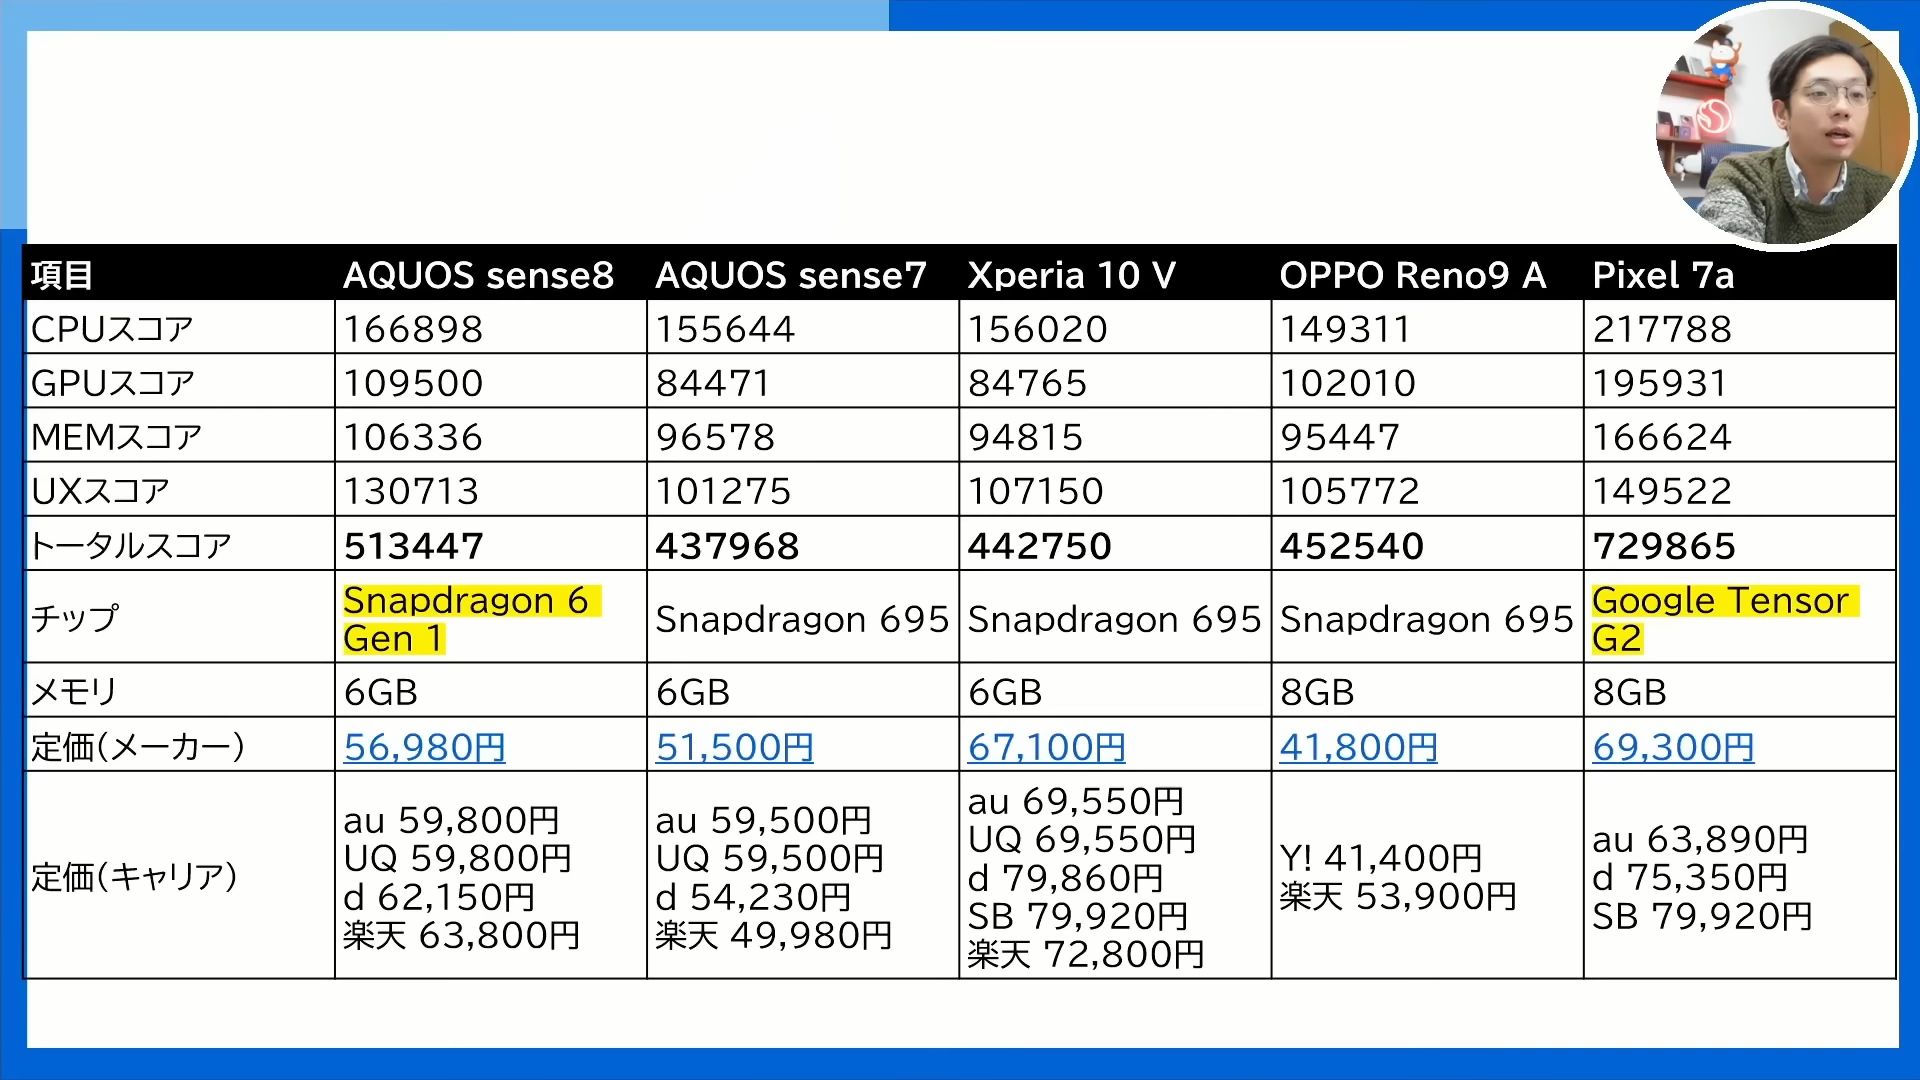 項目 AQUOS sense8 AQUOS sense7 Xperia 10 V OPPO Reno9 A Pixel 7a
CPUスコア 166898 155644 156020 149311 217788
GPUスコア 109500 84471 84765 102010 195931
MEMスコア 106336 96578 94815 95447 166624
UXスコア 130713 101275 107150 105772 149522
トータルスコア 513447 437968 442750 452540 729865
チップ
Snapdragon 6
Gen 1
Snapdragon 695
Snapdragon 695
Snapdragon 695
Google Tensor
G2
メモリ 6GB 6GB 6GB 8GB 8GB
定価(メーカー) 56,980円 51,500円 67,100円 41,800円 69,300円
定価(キャリア)
au 59,800円
UQ 59,800円
d 62,150円
楽天 63,800円
au 59,500円
UQ 59,500円
d 54,230円
楽天 49,980円
au 69,550円
UQ 69,550円
d 79,860円
SB 79,920円
楽天 72,800円
Y! 41,400円
楽天 53,900円
au 63,890円
d 75,350円
SB 79,920円